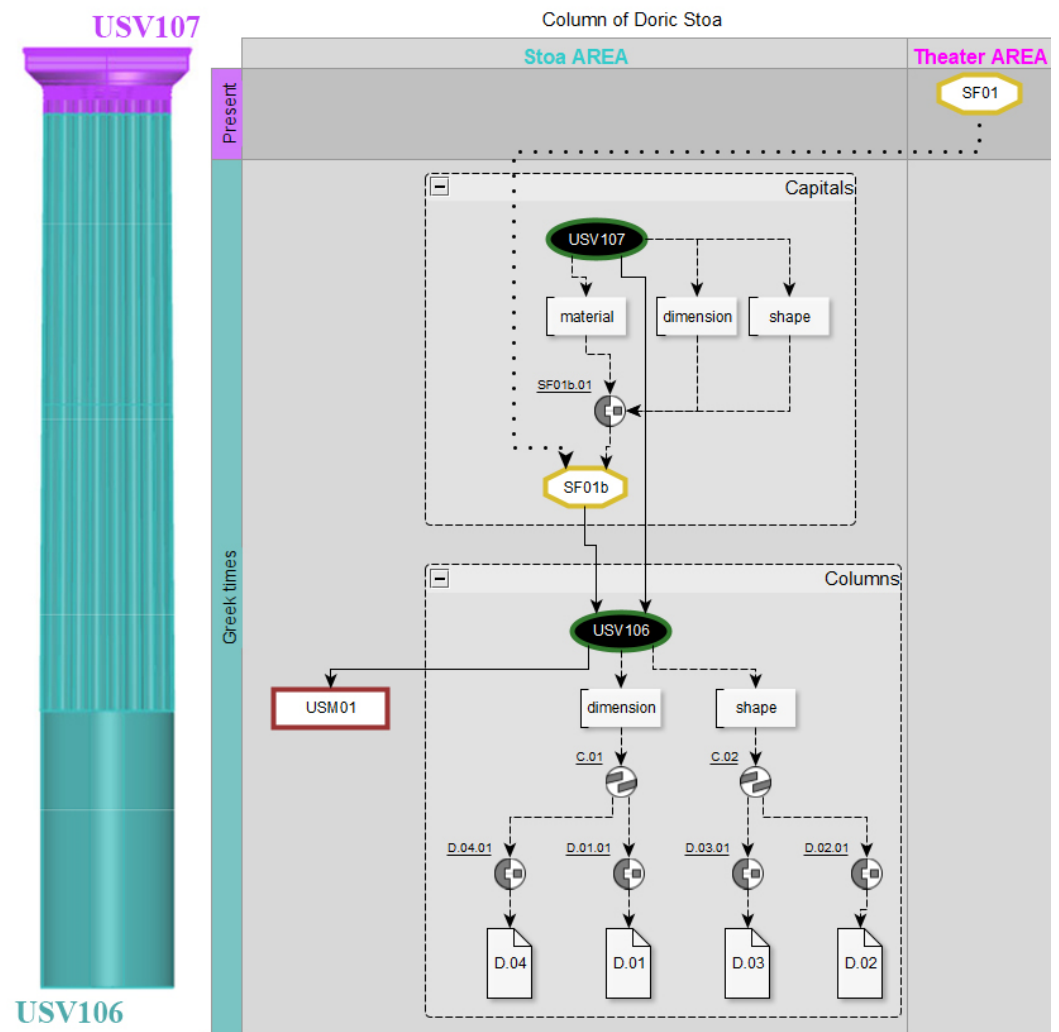 Column of Doric Stoa
USV107
Stoa AREA
Theater AREA
Present
SF01
Capitals
USV107
material
dimension
shape
SF01b.01
SF01b
Greek times
Columns
USV106
USM01
dimension
shape
C.01
C.02
D.04.01
D.01.01
D.03.01
D.02.01
D.04
D.01
D.03
D.02
USV106